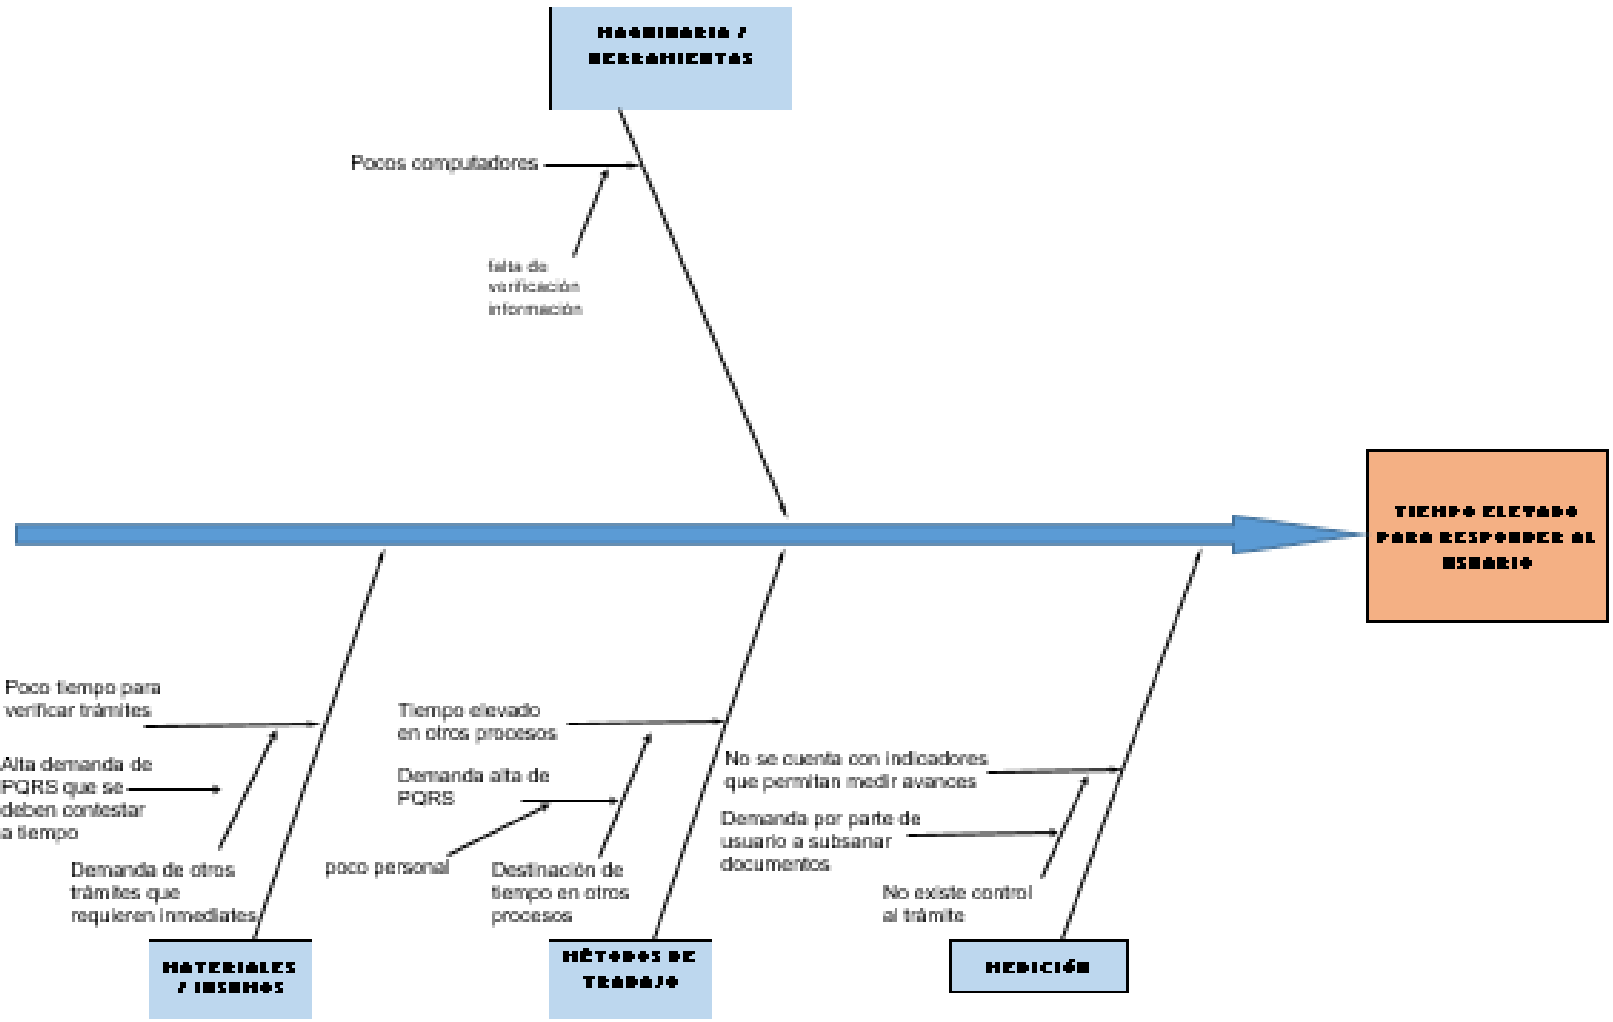 MAQUINARIA /
HERRAMIENTAS
Pocos computadores
falta de
verificación
información
TIEMPO ELEVADO
PARA RESPONDER AL
USUARIO
Poco tiempo para
verificar trámites
Alta demanda de
PQRS que se
deben contestar
a tiempo
Demanda de otros
trámites que
requieren inmediates
Tiempo elevado
en otros procesos
Demanda alta de
PQRS
poco personal
Destinación de
tiempo en otros
procesos
No se cuenta con indicadores
que permitan medir avances
Demanda por parte de
usuario a subsanar
documentos
No existe control
al trámite
MATERIALES
/ INSUMOS
MÉTODOS DE
TRABAJO
MEDICIÓN